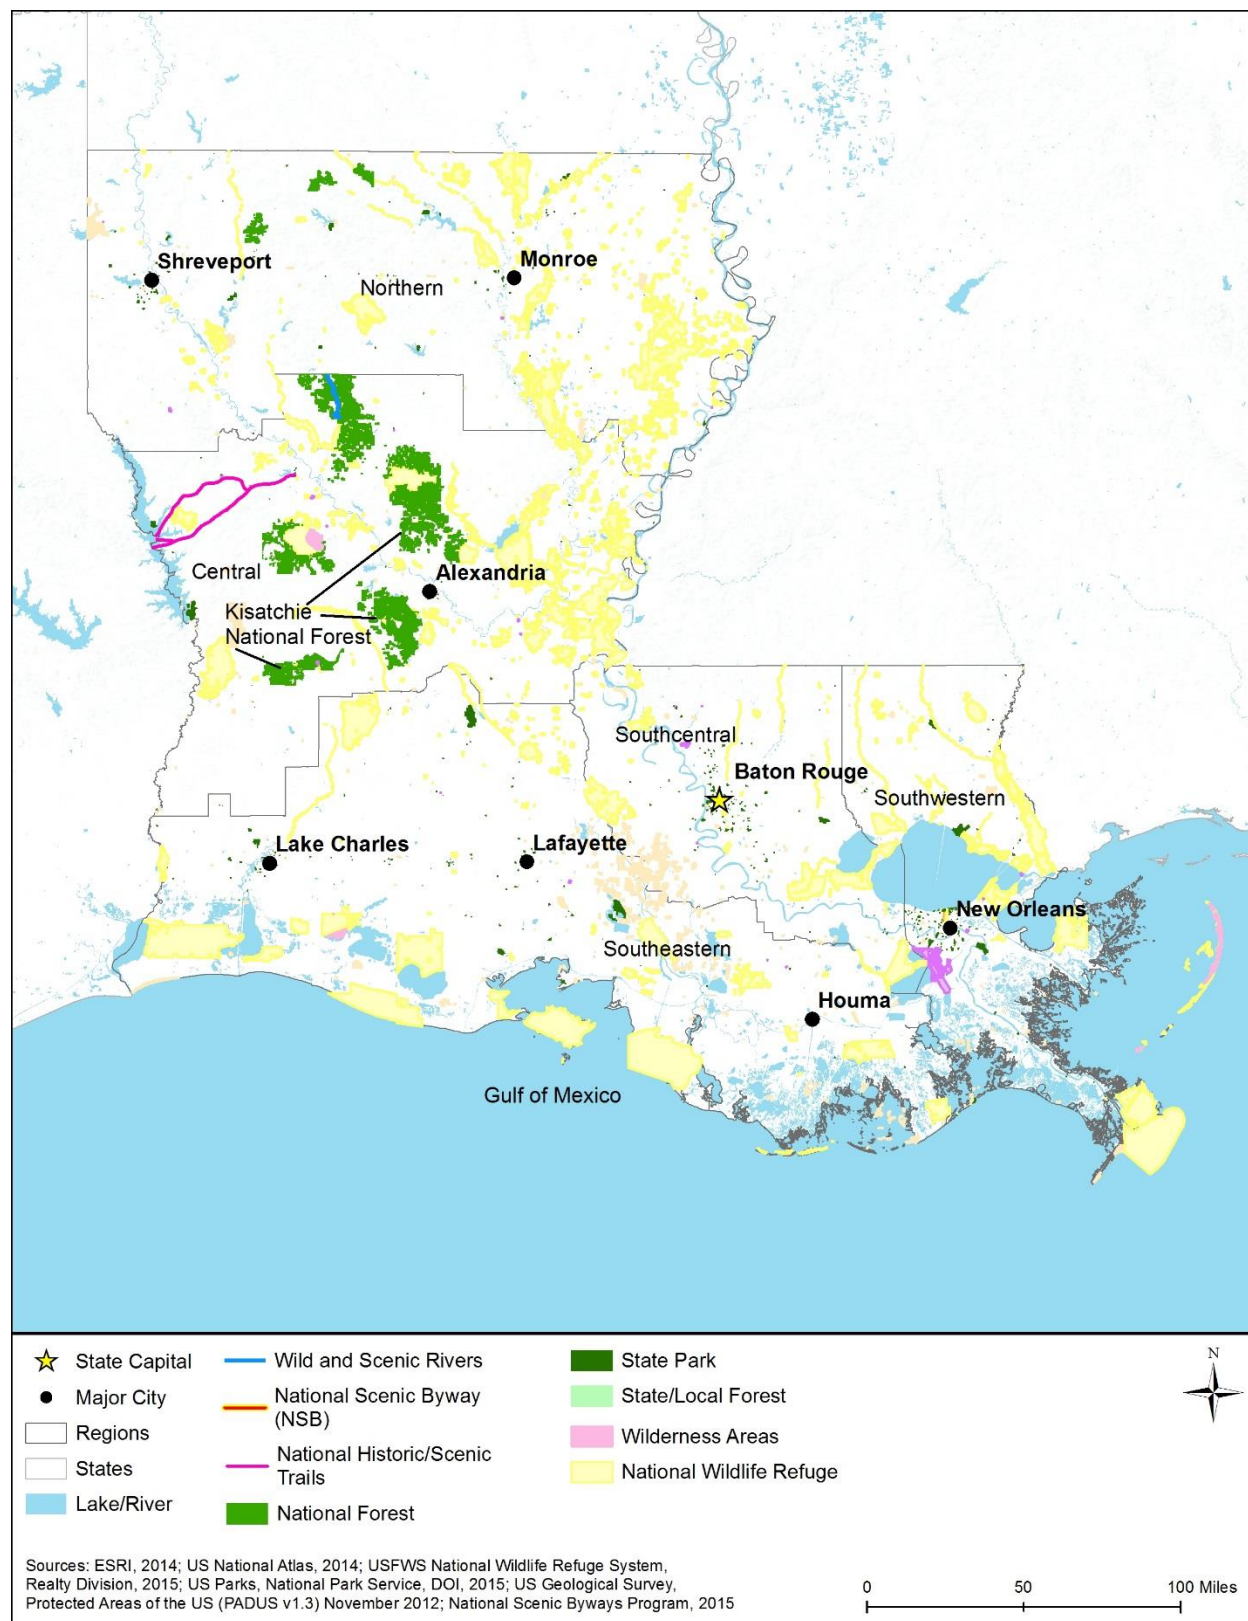 Shreveport
Monroe
Northern
Central
Alexandria
Kisatchie
National Forest
Southcentral
Baton Rouge
Southwestern
Lake Charles
Lafayette
New Orleans
Southeastern
Houma
Gulf of Mexico
State Capital
Major City
Regions
States
Lake/River
Wild and Scenic Rivers
National Scenic Byway
(NSB)
National Historic/Scenic
Trails
National Forest
State Park
State/Local Forest
Wilderness Areas
National Wildlife Refuge
N
Sources: ESRI, 2014; US National Atlas, 2014; USFWS National Wildlife Refuge System,
Realty Division, 2015; US Parks, National Park Service, DOI, 2015; US Geological Survey,
Protected Areas of the US (PADUS v1.3) November 2012; National Scenic Byways Program, 2015
0 50 100 Miles